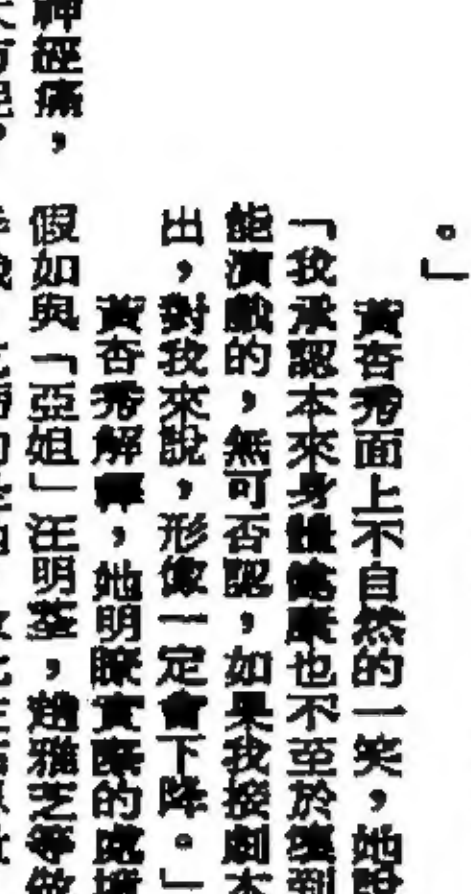 。」
黃杏秀面上不自然的一笑，她說
「我承認本來身體健康也不至於壞到
能演戲的，無可否認，如果我接劇本
出，對我來說，形像一定會下降。」
黃杏秀解釋，她明瞭實際的處境
假如與「亞姐」汪明荃，趙雅芝等做
神經痛，